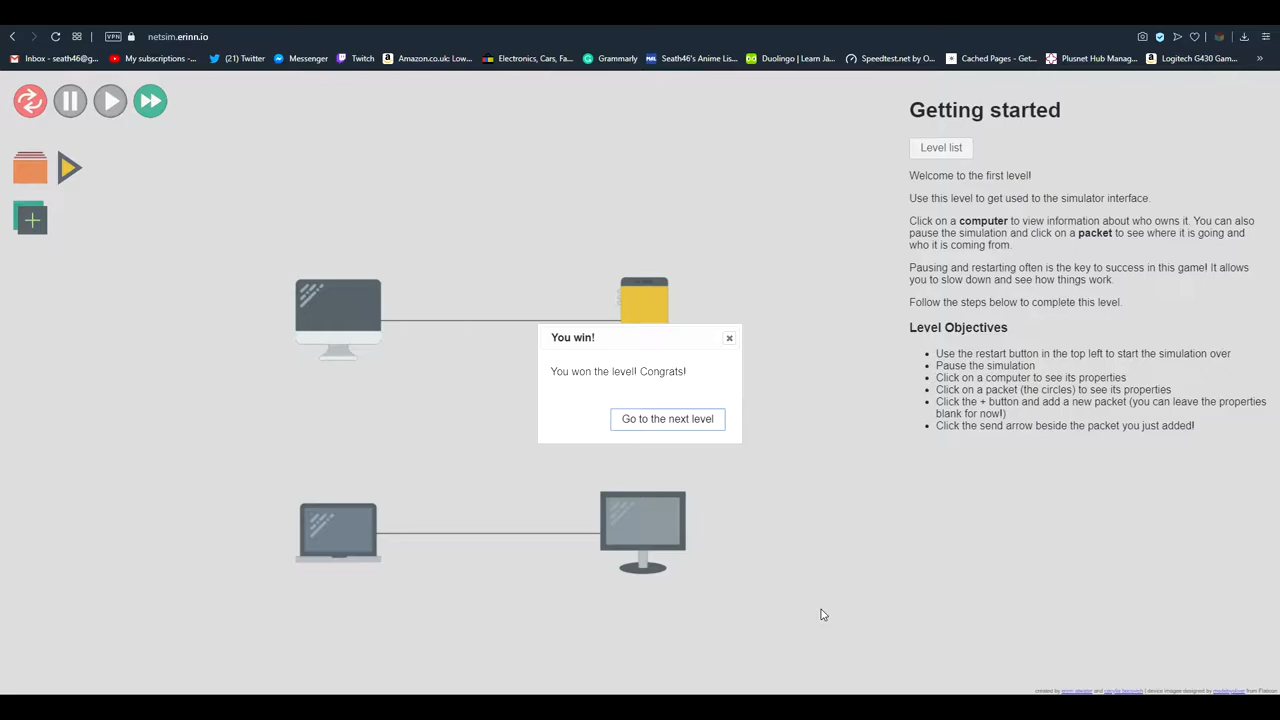 VPN
netsim.erinn.io
Inbox - seath46@g...
My subscriptions -...
(21) Twitter
Messenger
Twitch
Amazon.co.uk: Low...
Electronics, Cars, Fa...
Grammarly
Seath46's Anime Lis...
Duolingo | Learn Ja...
Speedtest.net by O...
Cached Pages - Get...
Plusnet Hub Manag...
Logitech G430 Gam...
»
Getting started
Level list
Welcome to the first level!
Use this level to get used to the simulator interface.
Click on a computer to view information about who owns it. You can also
pause the simulation and click on a packet to see where it is going and
who it is coming from.
Pausing and restarting often is the key to success in this game! It allows
you to slow down and see how things work.
Follow the steps below to complete this level.
Level Objectives
• Use the restart button in the top left to start the simulation over
• Pause the simulation
• Click on a computer to see its properties
• Click on a packet (the circles) to see its properties
• Click the + button and add a new packet (you can leave the properties
blank for now!)
• Click the send arrow beside the packet you just added!
You win!
You won the level! Congrats!
Go to the next level